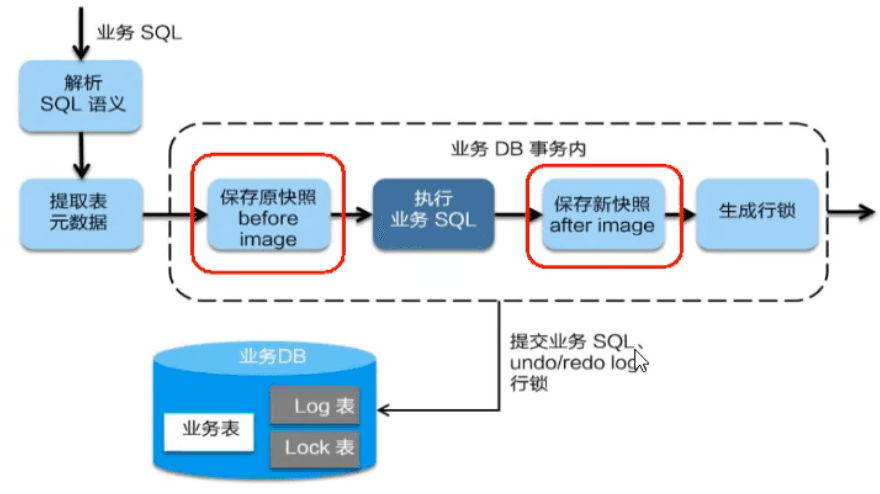 业务 SQL
解析
SQL 语义
业务 DB 事务内
提取表
元数据
保存原快照
before
image
执行
业务 SQL
保存新快照
after image
生成行锁
提交业务 SQL、
undo/redo log
行锁
业务DB
Log 表
业务表
Lock 表